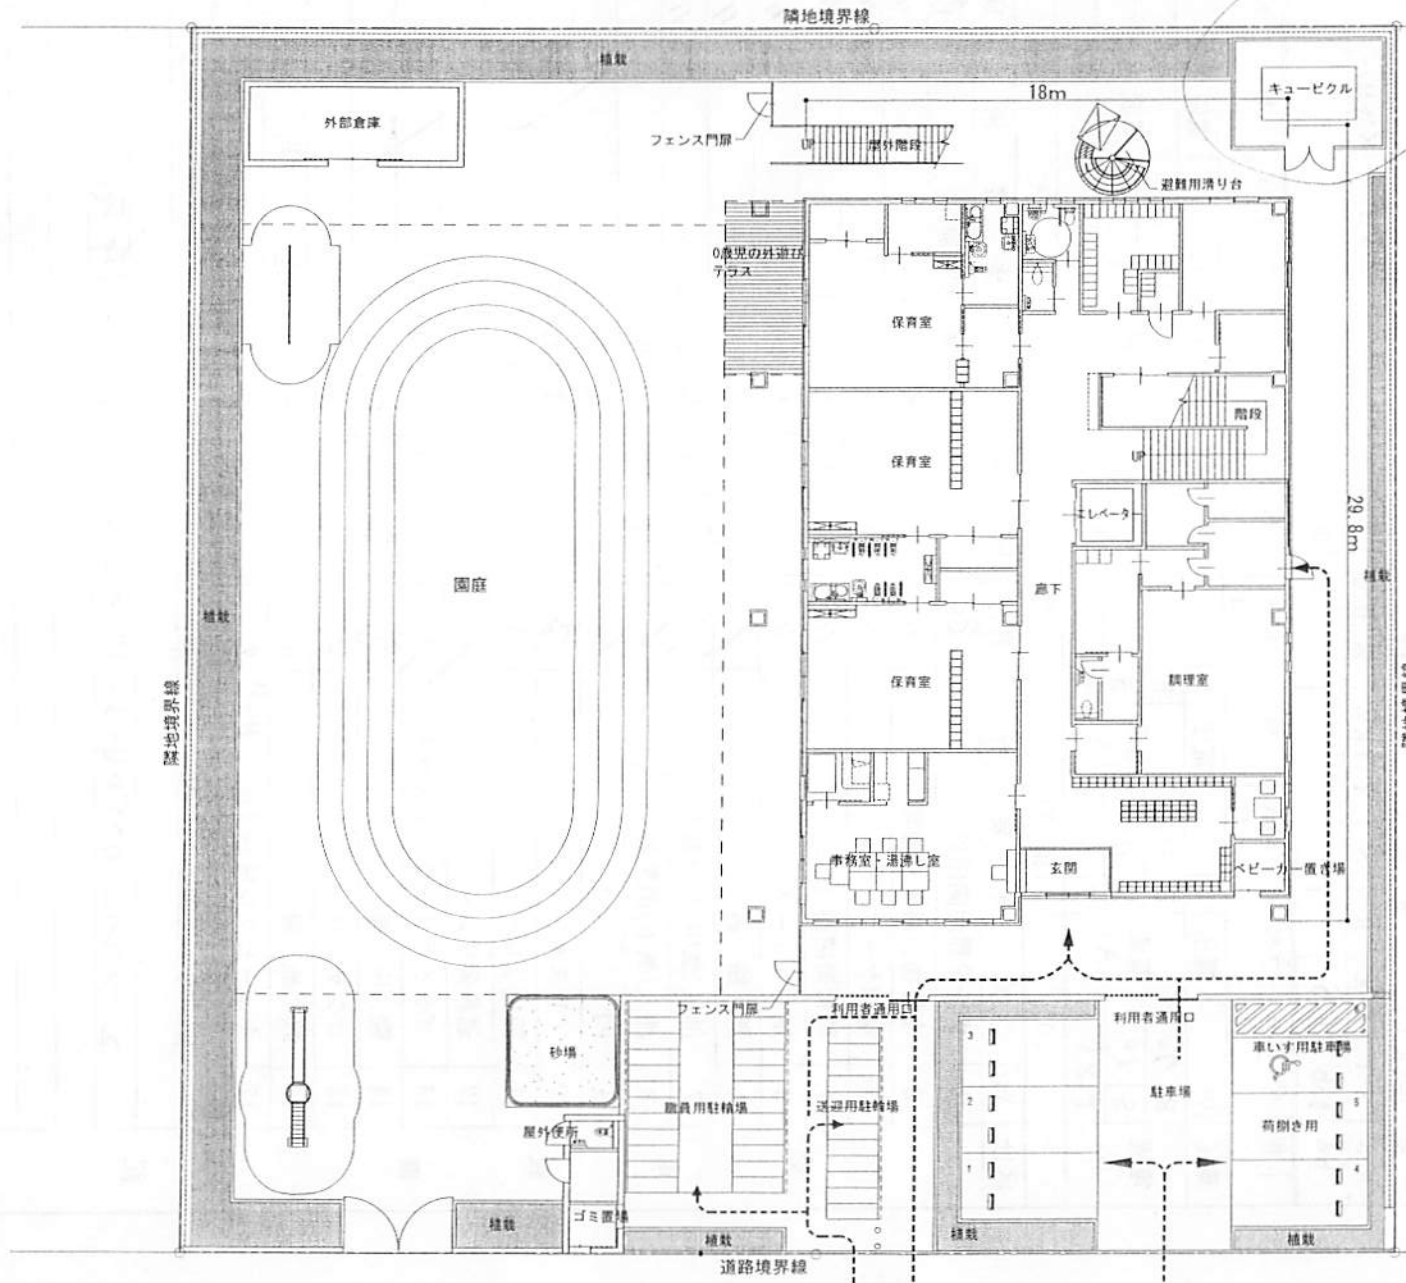 隣地境界線
植栽
キュービクル
18m
外部倉庫
フェンス門扉
UP
屋外階段
避難用滑り台
0歳児の外遊び
テラス
保育室
階段
保育室
UP
エレベーター
29.8m
園庭
廊下
植栽
植栽
保育室
調理室
隣地境界線
事務室・湯沸し室
玄関
ベビーカー置き場
フェンス門扉
利用者通用口
利用者通用口
3
車いす用駐車場
砂場
駐車場
職員用駐輪場
送迎用駐輪場
2
5
屋外便所
荷捌き用
1
4
ゴミ置場
植栽
植栽
植栽
植栽
道路境界線